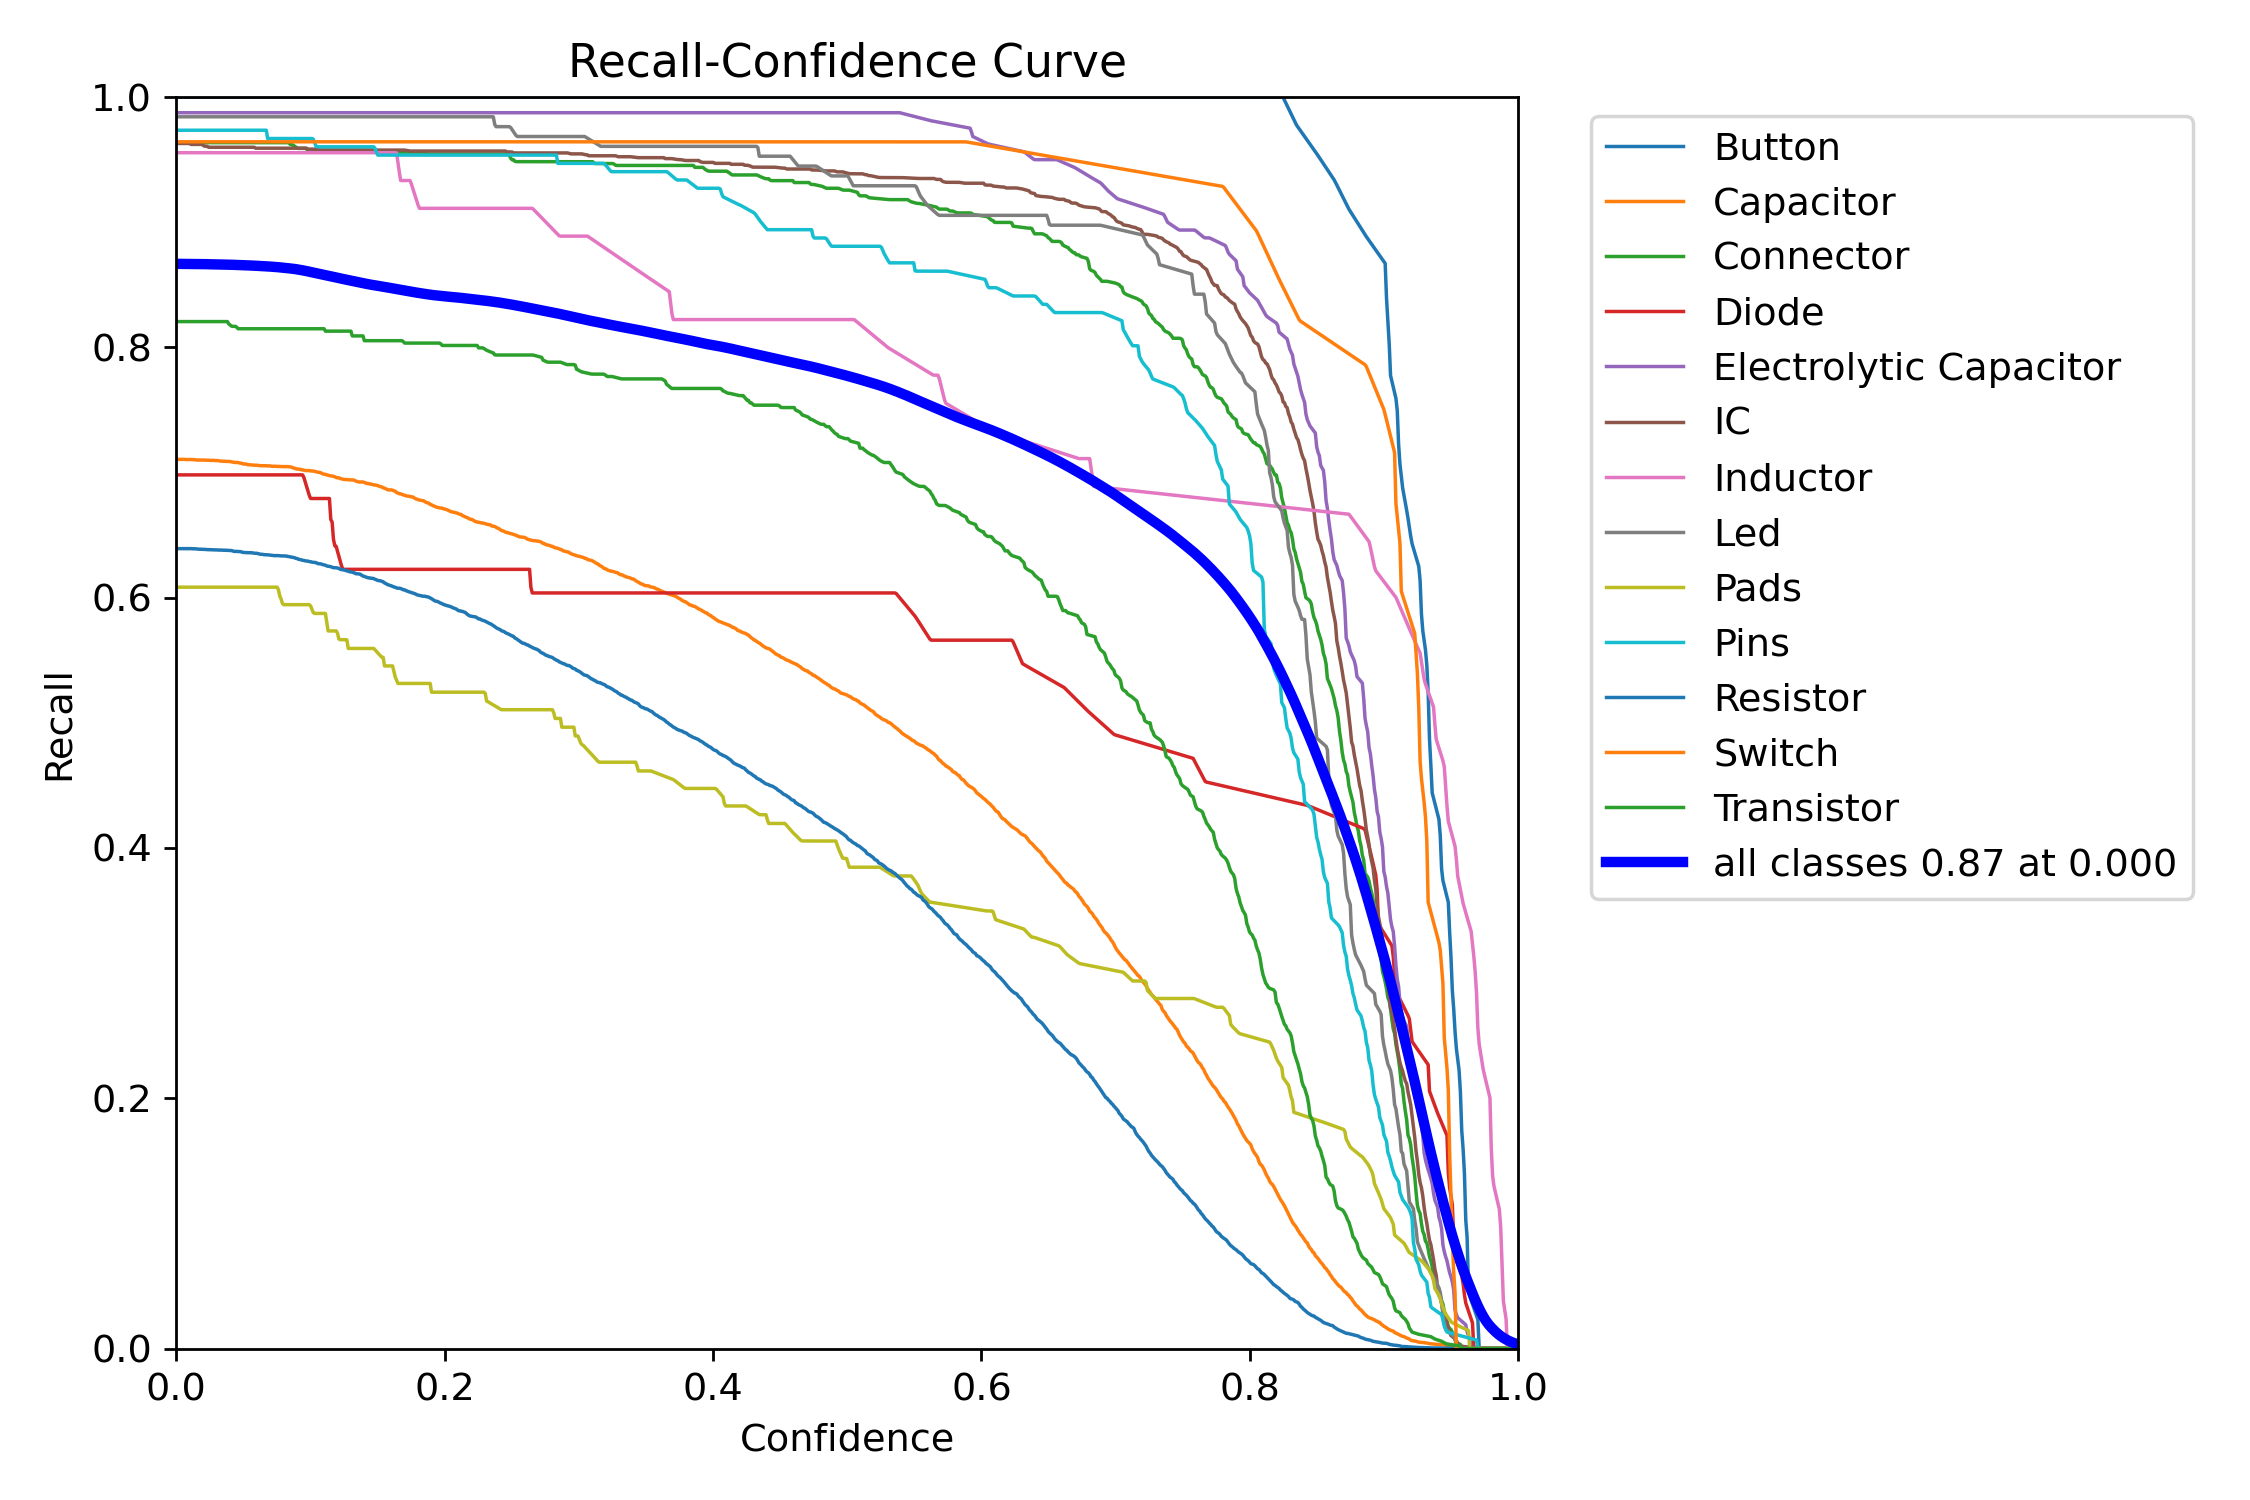 Recall-Confidence Curve
1.0
0.8
0.6
0.4
0.2
0.0
Recall
0.0 0.2 0.4 0.6 0.8 1.0
Confidence
Button
Capacitor
Connector
Diode
Electrolytic Capacitor
IC
Inductor
Led
Pads
Pins
Resistor
Switch
Transistor
all classes 0.87 at 0.000